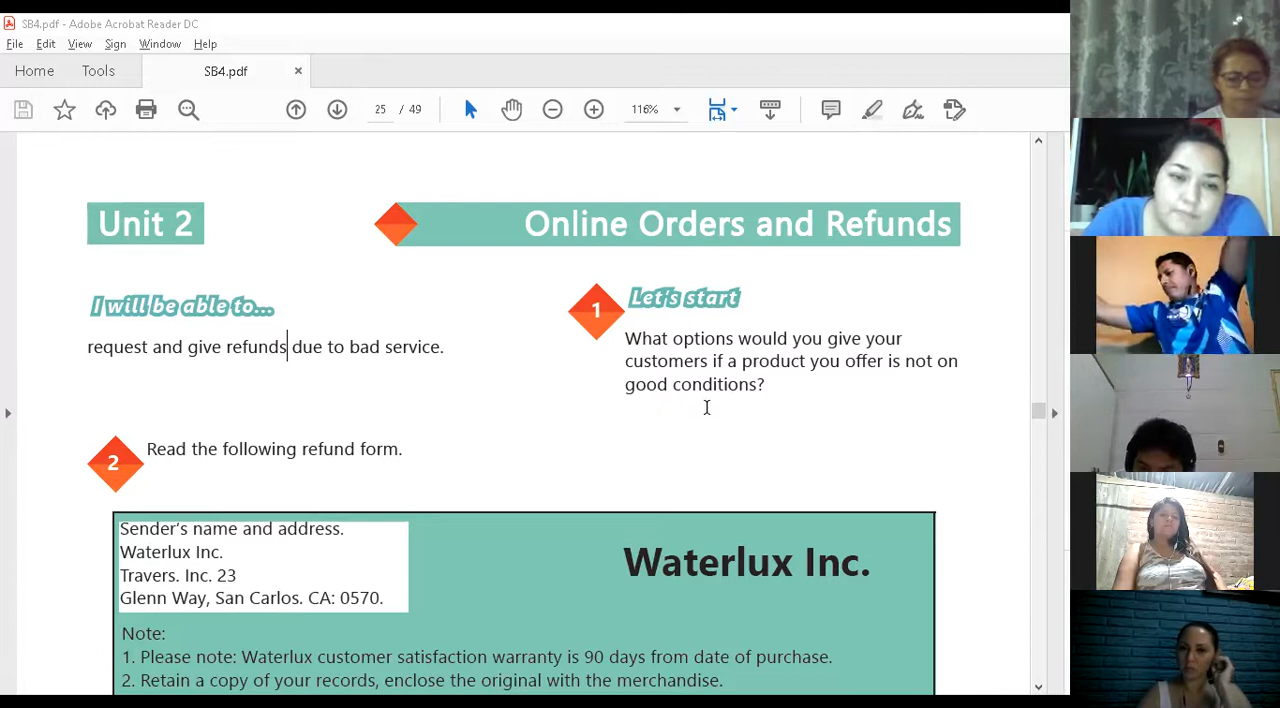 SB4.pdf - Adobe Acrobat Reader DC
File Edit View Sign Window Help
Home Tools SB4.pdf ×
25 / 49 116%
Unit 2
Online Orders and Refunds
I will be able to...
request and give refunds due to bad service.
1
Let's start
What options would you give your
customers if a product you offer is not on
good conditions?
2
Read the following refund form.
Sender's name and address.
Waterlux Inc.
Travers. Inc. 23
Glenn Way, San Carlos. CA: 0570.
Waterlux Inc.
Note:
1. Please note: Waterlux customer satisfaction warranty is 90 days from date of purchase.
2. Retain a copy of your records, enclose the original with the merchandise.